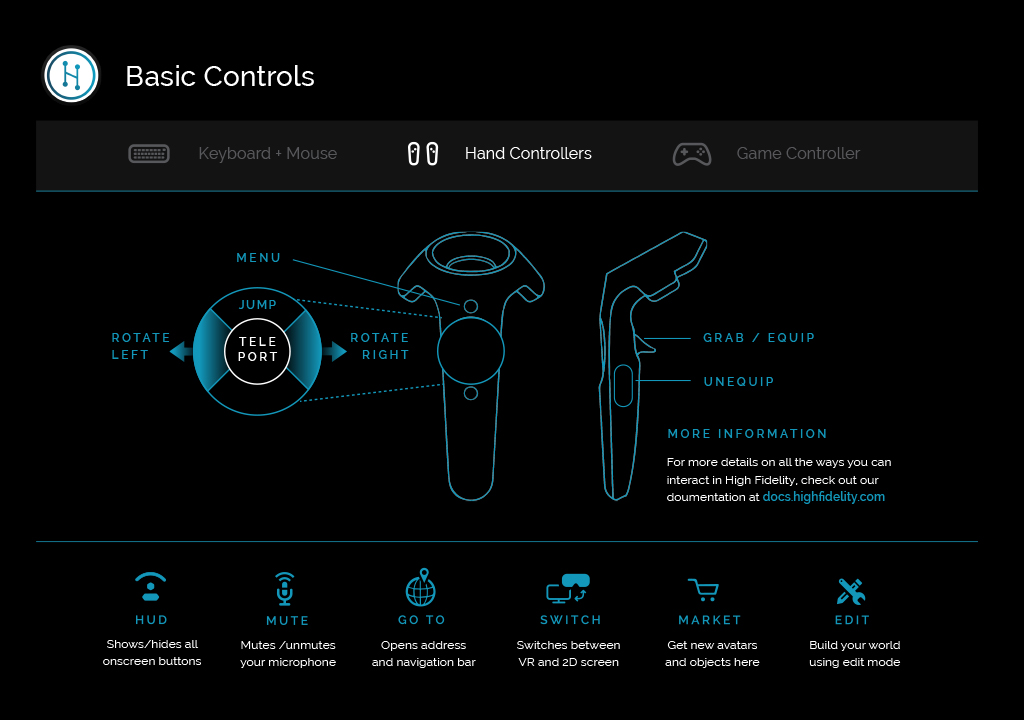 Basic Controls
Keyboard + Mouse
Hand Controllers
Game Controller
MENU
JUMP
ROTATE
LEFT
TELE
PORT
ROTATE
RIGHT
GRAB / EQUIP
UNEQUIP
MORE INFORMATION
For more details on all the ways you can
interact in High Fidelity, check out our
doumentation at docs.highfidelity.com
HUD
Shows/hides all
onscreen buttons
MUTE
Mutes /unmutes
your microphone
GO TO
Opens address
and navigation bar
SWITCH
Switches between
VR and 2D screen
MARKET
Get new avatars
and objects here
EDIT
Build your world
using edit mode